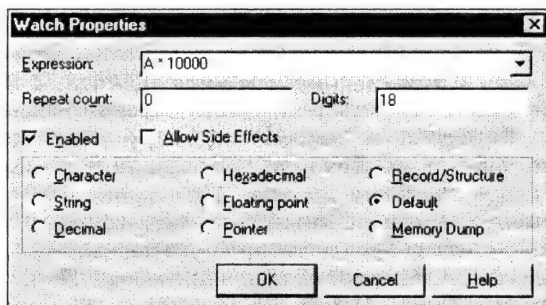 Watch Properties
Expression: A * 10000
Repeat count: 0 Digits: 18
Enabled Allow Side Effects
Character Hexadecimal Record/Structure
String Floating point Default
Decimal Pointer Memory Dump
OK Cancel Help